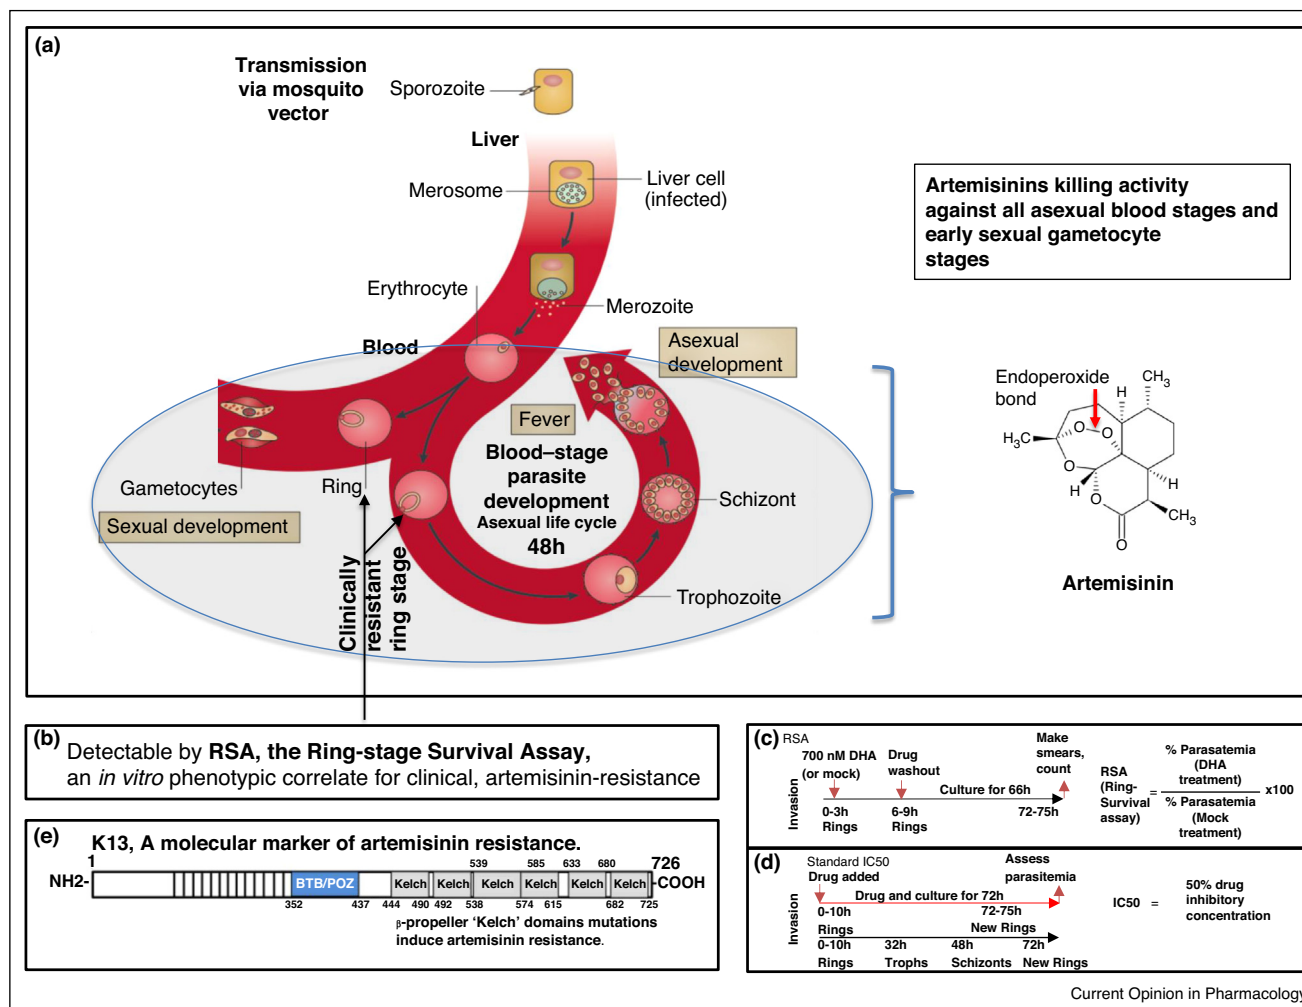 (a)
Transmission
via mosquito
vector
Sporozoite
Liver
Merosome
Liver cell
(infected)
Erythrocyte
Merozoite
Blood
Asexual
development
Fever
Blood–stage
parasite
development
Asexual life cycle
48h
Gametocytes
Ring
Schizont
Sexual development
Trophozoite
Clinically
resistant
ring stage
Artemisinins killing activity
against all asexual blood stages and
early sexual gametocyte
stages
Endoperoxide
bond
H
CH3
O
O
H3C
O
H
H
O
CH3
O
Artemisinin
(b)
Detectable by RSA, the Ring-stage Survival Assay,
an in vitro phenotypic correlate for clinical, artemisinin-resistance
(c) RSA
700 nM DHA
(or mock)
Drug
washout
Make
smears,
count
Culture for 66h
Invasion
0-3h
Rings
6-9h
Rings
72-75h
RSA
(Ring-
Survival
assay)
=
% Parasatemia
(DHA
treatment)
% Parasatemia
(Mock
treatment)
x100
(d)
Standard IC50
Drug added
Assess
parasitemia
Drug and culture for 72h
Invasion
0-10h
Rings
72-75h
New Rings
0-10h
Rings
32h
Trophs
48h
Schizonts
72h
New Rings
IC50 =
50% drug
inhibitory
concentration
(e)
K13, A molecular marker of artemisinin resistance.
1 539 585 633 680 726
NH2- BTB/POZ Kelch Kelch Kelch Kelch Kelch Kelch -COOH
352 437 444 490 492 538 574 615 682 725
β-propeller ‘Kelch’ domains mutations
induce artemisinin resistance.
Current Opinion in Pharmacology